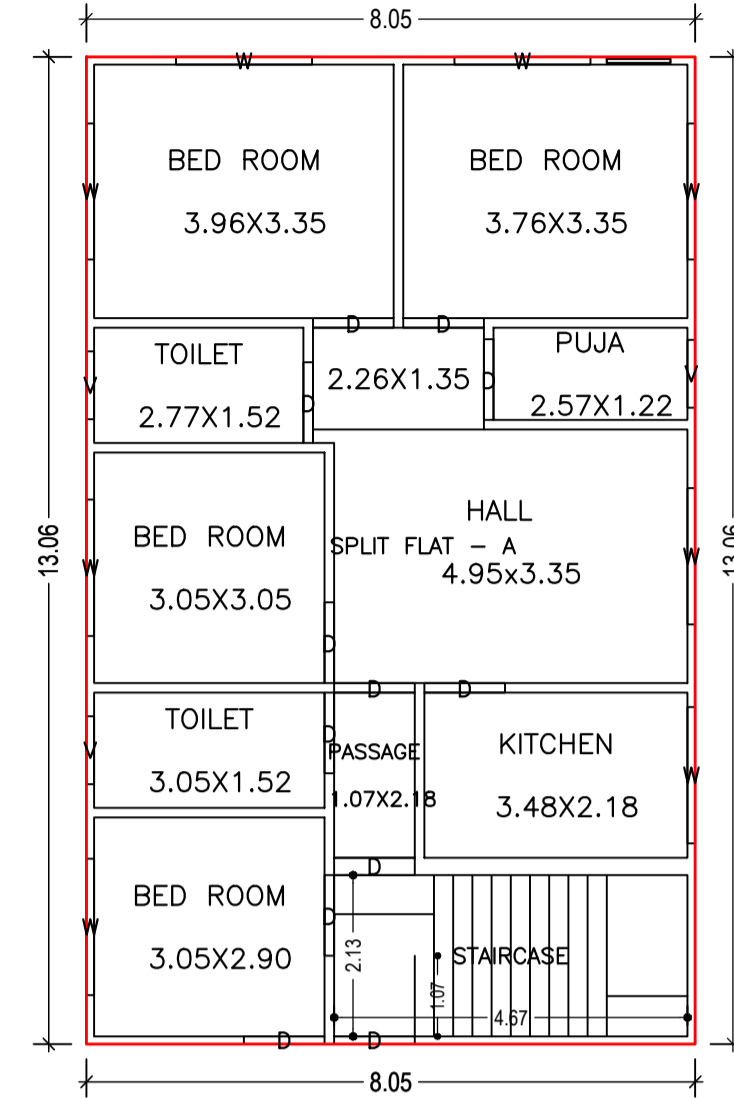 8.05
W W
BED ROOM BED ROOM
W W
3.96X3.35 3.76X3.35
D D
PUJA
TOILET
2.26X1.35
V D D V
2.77X1.52 2.57X1.22
HALL
BED ROOM
SPLIT FLAT - A
13.06 W W 13.06
4.95x3.35
3.05X3.05
D
D D
TOILET
D
KITCHEN
V PASSAGE
W
3.05X1.52
1.07X2.18
3.48X2.18
D
BED ROOM
D
W
STAIRCASE
3.05X2.90
2.13
1.07
4.67
D D
8.05